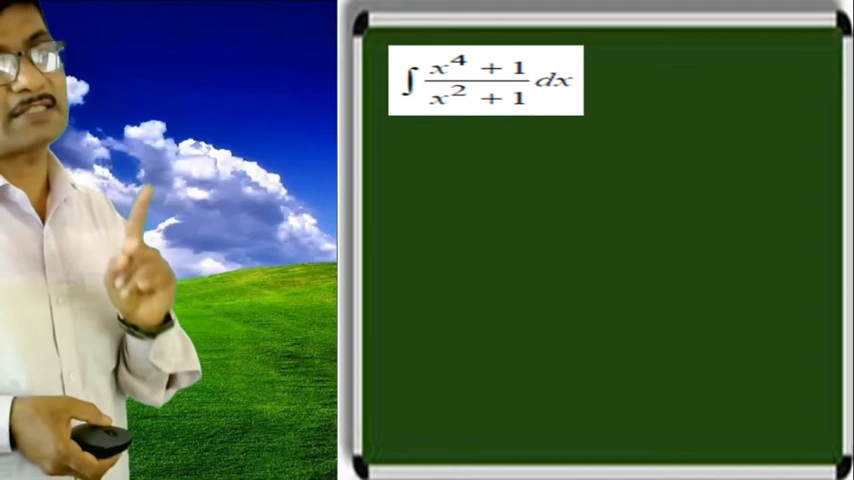 ∫ (x⁴ + 1)/(x² + 1) dx